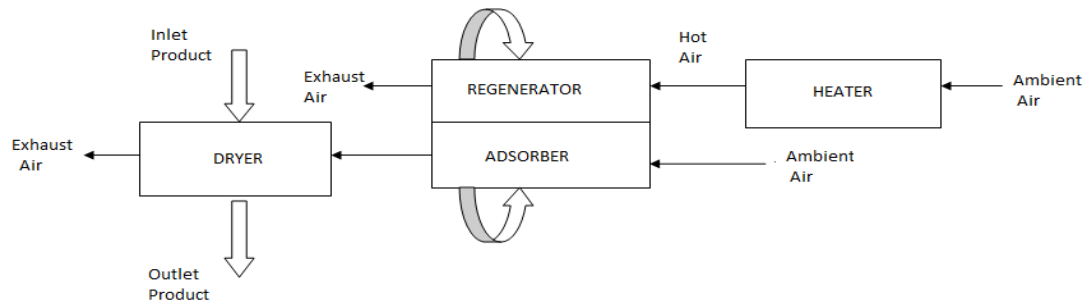 Inlet
Product
Hot
Air
Exhaust
Air
REGENERATOR
HEATER
Ambient
Air
Exhaust
Air
DRYER
ADSORBER
Ambient
Air
Outlet
Product